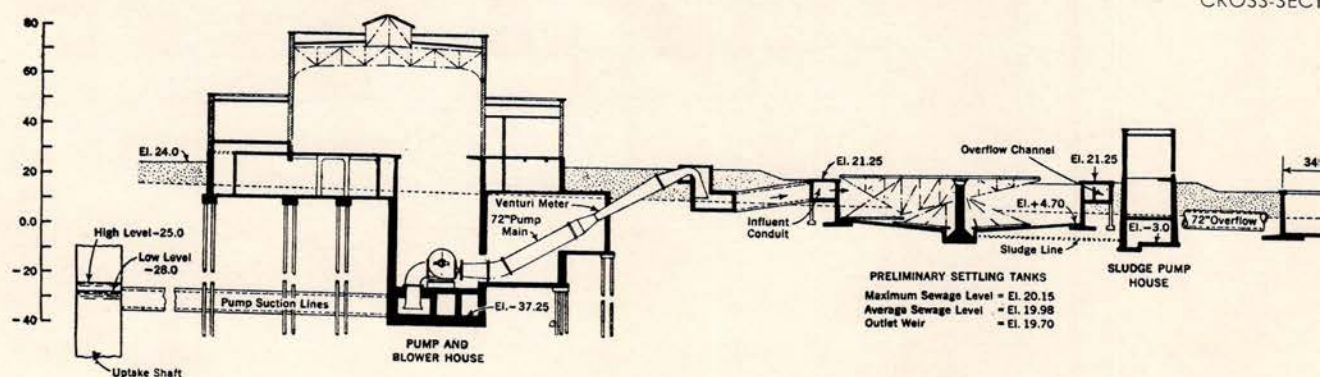 CROSS-SECT
80
60
40
20
0.0
-20
-40
El. 24.0
High Level-25.0
Low Level
-28.0
Pump Suction Lines
Uptake Shaft
Venturi Meter
72" Pump
Main
El.-37.25
PUMP AND
BLOWER HOUSE
Influent
Conduit
El. 21.25
Overflow Channel
El. 21.25
El.+4.70
Sludge Line
PRELIMINARY SETTLING TANKS
Maximum Sewage Level = El. 20.15
Average Sewage Level = El. 19.98
Outlet Weir = El. 19.70
El.-3.0
SLUDGE PUMP
HOUSE
72" Overflow